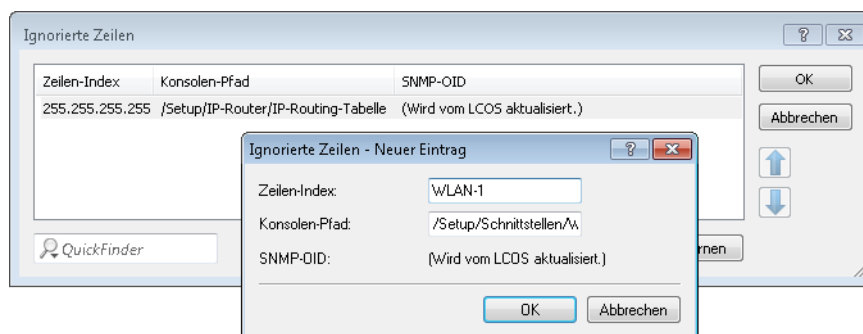 Ignorierte Zeilen
Zeilen-Index Konsolen-Pfad SNMP-OID
255.255.255.255 /Setup/IP-Router/IP-Routing-Tabelle (Wird vom LCOS aktualisiert.)
OK
Abbrechen
QuickFinder
rnen
Ignorierte Zeilen - Neuer Eintrag
Zeilen-Index: WLAN-1
Konsolen-Pfad: /Setup/Schnittstellen/W
SNMP-OID: (Wird vom LCOS aktualisiert.)
OK Abbrechen